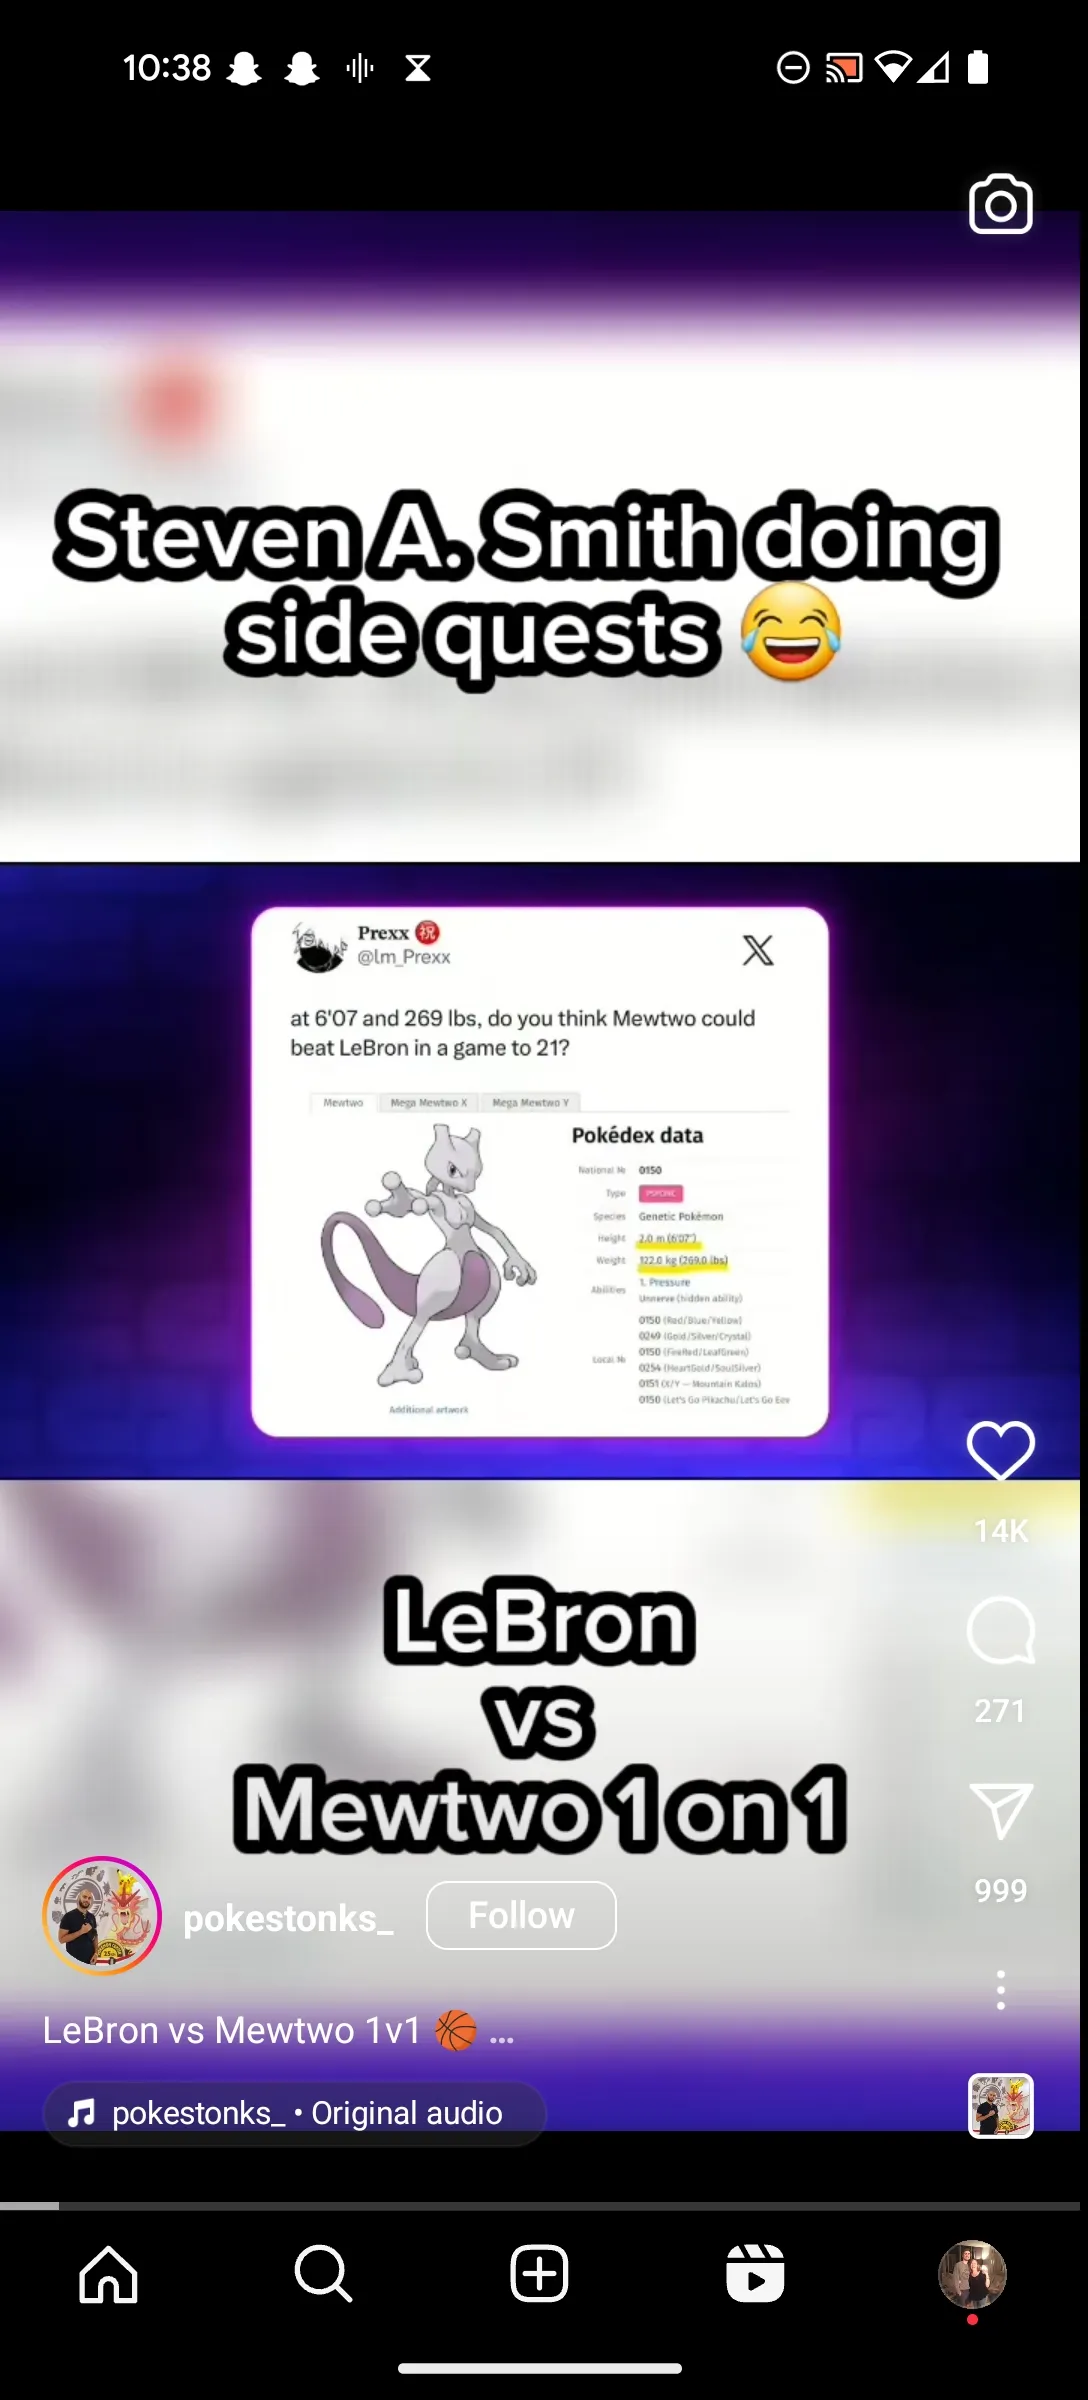 10:38
Steven A. Smith doing
side quests 😂
Prexx ㊗
@lm_Prexx
at 6'07 and 269 lbs, do you think Mewtwo could
beat LeBron in a game to 21?
Mewtwo Mega Mewtwo X Mega Mewtwo Y
Pokédex data
National № 0150
Type PSYCHIC
Species Genetic Pokémon
Height 2.0 m (6'07")
Weight 122.0 kg (269.0 lbs)
Abilities 1. Pressure
Unnerve (hidden ability)
Local № 0150 (Red/Blue/Yellow)
0249 (Gold/Silver/Crystal)
0150 (FireRed/LeafGreen)
0254 (HeartGold/SoulSilver)
0151 (X/Y — Mountain Kalos)
0150 (Let's Go Pikachu/Let's Go Eev
Additional artwork
14K
LeBron
vs
Mewtwo 1 on 1
271
999
pokestonks_ Follow
LeBron vs Mewtwo 1v1 🏀 ...
pokestonks_ • Original audio